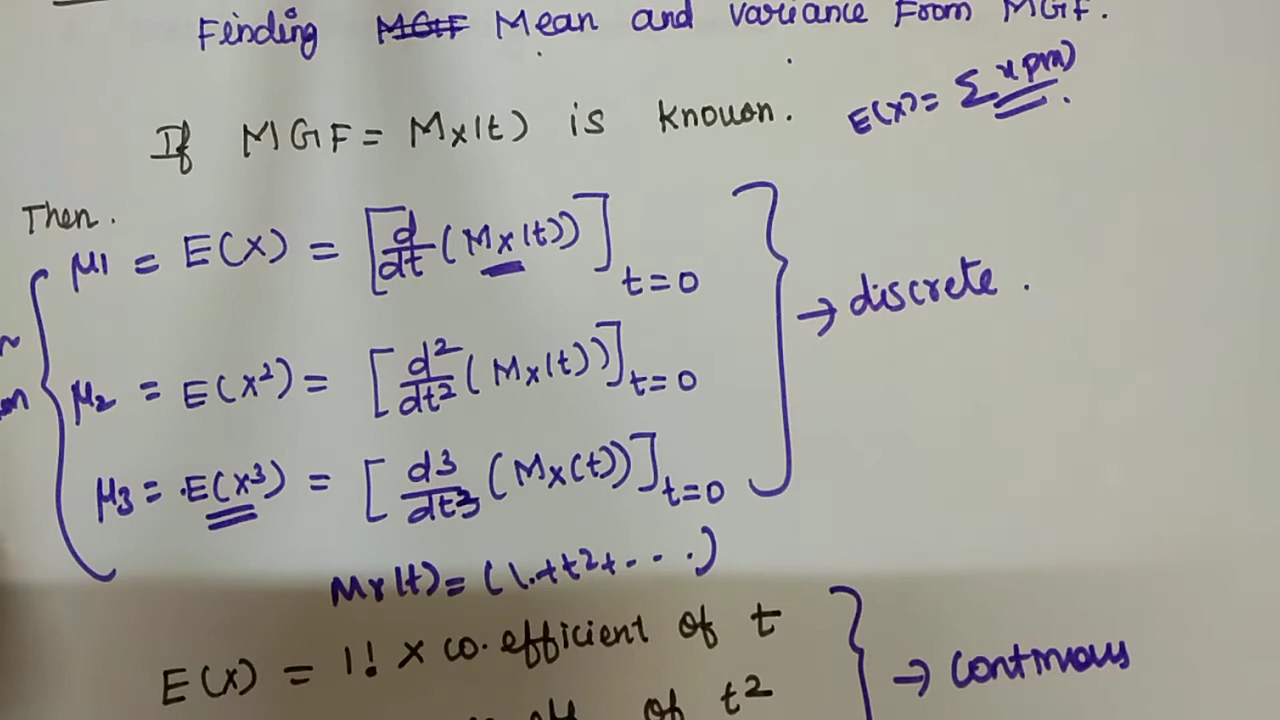 Finding MGF Mean and variance From MGF.
If MGF = Mx(t) is known. E(x) = Σ x p(x).
Then.
μ1 = E(X) = [d/dt (Mx(t))] t=0
μ2 = E(X²) = [d²/dt² (Mx(t))] t=0 → discrete.
μ3 = E(X³) = [d3/dt3 (Mx(t))] t=0
Mx(t) = (1.+t²+...)
E(x) = 1! × co.efficient of t
of t² → continuous